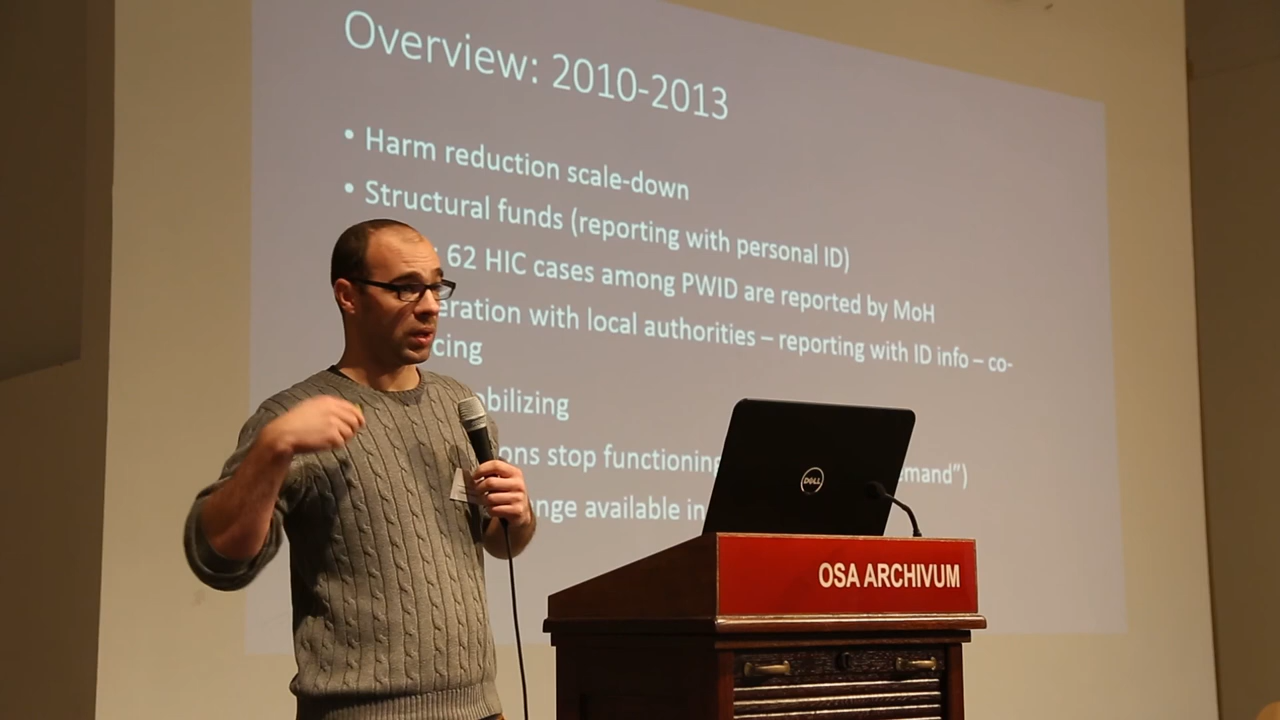 Overview: 2010-2013
• Harm reduction scale-down
• Structural funds (reporting with personal ID)
62 HIC cases among PWID are reported by MoH
eration with local authorities – reporting with ID info – co-
cing
obilizing
ons stop functioning
emand”)
nge available in
DELL
OSA ARCHIVUM